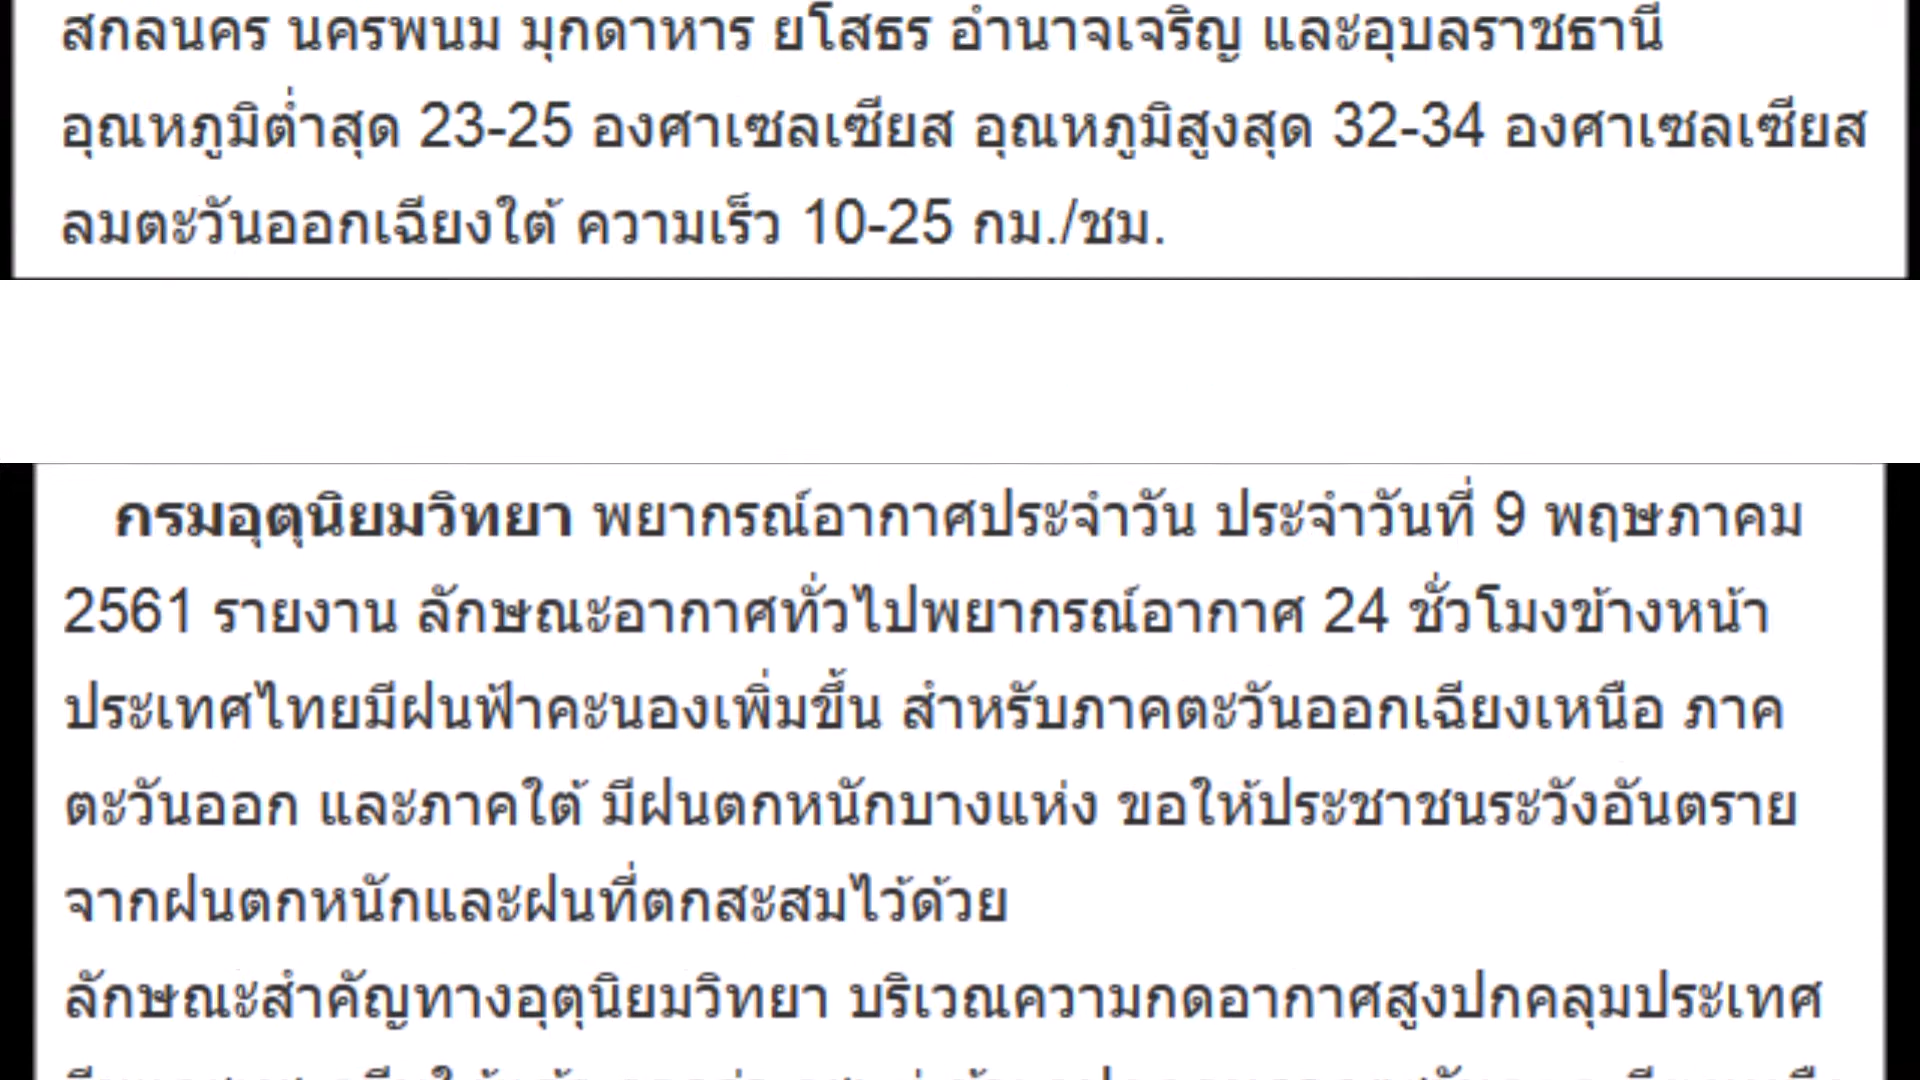 สกลนคร นครพนม มุกดาหาร ยโสธร อำนาจเจริญ และอุบลราชธานี
อุณหภูมิต่ำสุด 23-25 องศาเซลเซียส อุณหภูมิสูงสุด 32-34 องศาเซลเซียส
ลมตะวันออกเฉียงใต้ ความเร็ว 10-25 กม./ชม.
กรมอุตุนิยมวิทยา พยากรณ์อากาศประจำวัน ประจำวันที่ 9 พฤษภาคม
2561 รายงาน ลักษณะอากาศทั่วไปพยากรณ์อากาศ 24 ชั่วโมงข้างหน้า
ประเทศไทยมีฝนฟ้าคะนองเพิ่มขึ้น สำหรับภาคตะวันออกเฉียงเหนือ ภาค
ตะวันออก และภาคใต้ มีฝนตกหนักบางแห่ง ขอให้ประชาชนระวังอันตราย
จากฝนตกหนักและฝนที่ตกสะสมไว้ด้วย
ลักษณะสำคัญทางอุตุนิยมวิทยา บริเวณความกดอากาศสูงปกคลุมประเทศ